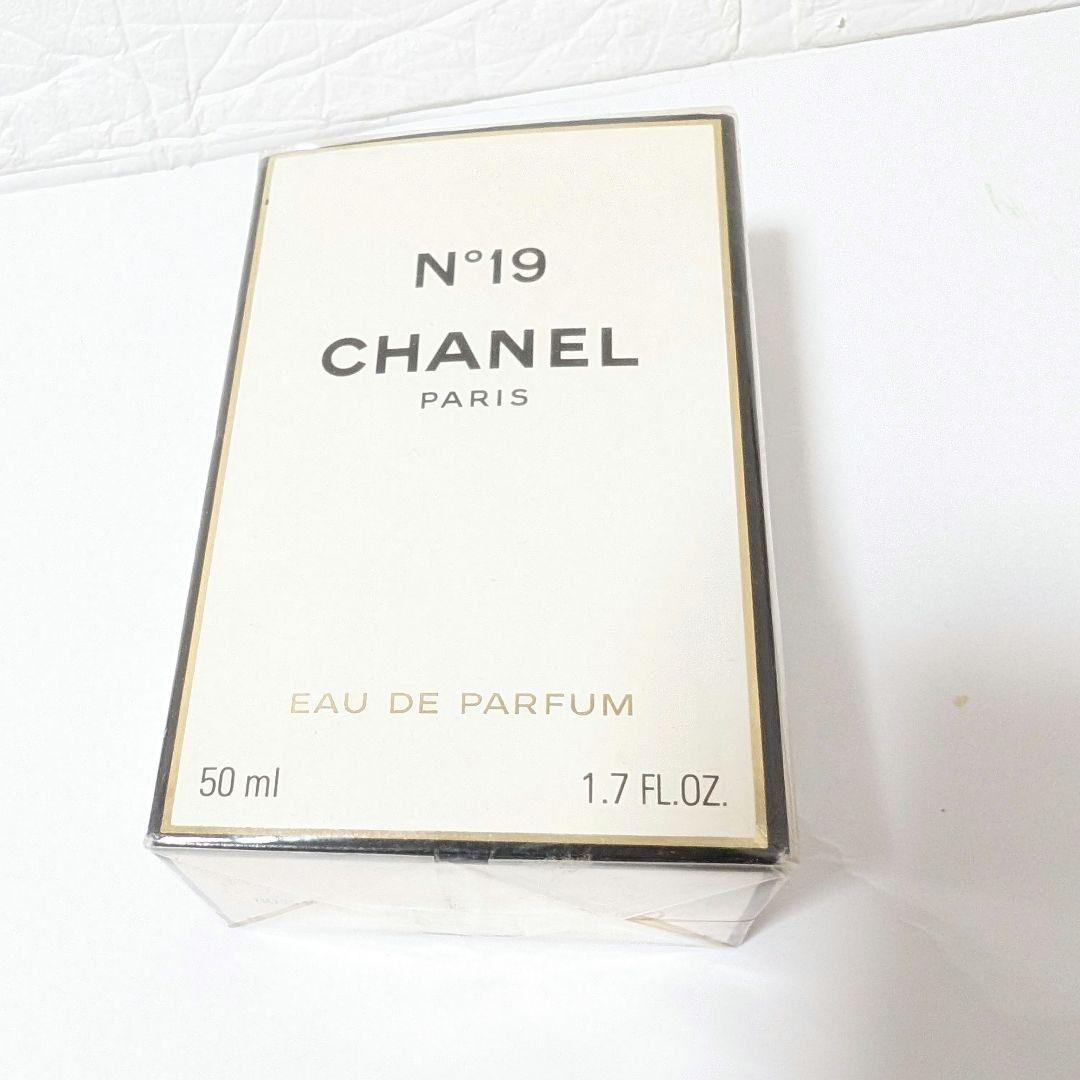 N°19
CHANEL
PARIS
EAU DE PARFUM
50 ml
1.7 FL.OZ.